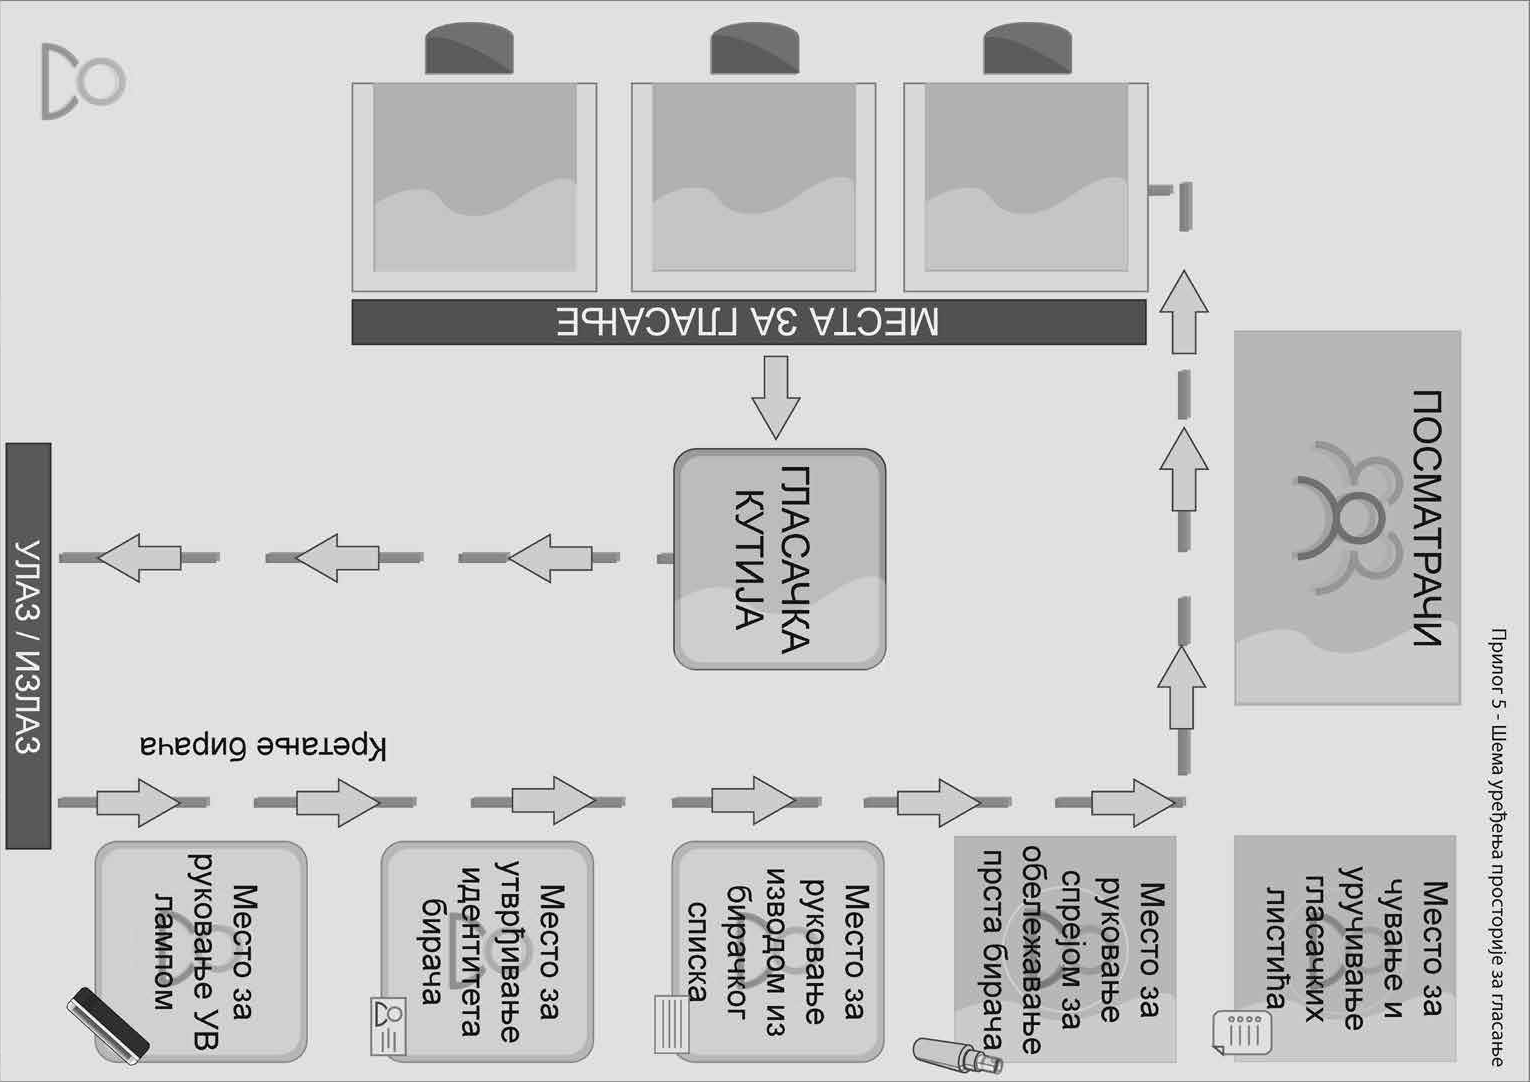 Прилог 5 - Шема уређења просторије за гласање
МЕСТА ЗА ГЛАСАЊЕ
ПОСМАТРАЧИ
ГЛАСАЧКА
КУТИЈА
УЛАЗ / ИЗЛАЗ
Кретање бирача
Место за
руковање УВ
лампом
Место за
утврђивање
идентитета
бирача
Место за
руковање
изводом из
бирачког
списка
Место за
руковање
спрејом за
обележавање
прста бирача
Место за
чување и
уручивање
гласачких
листића